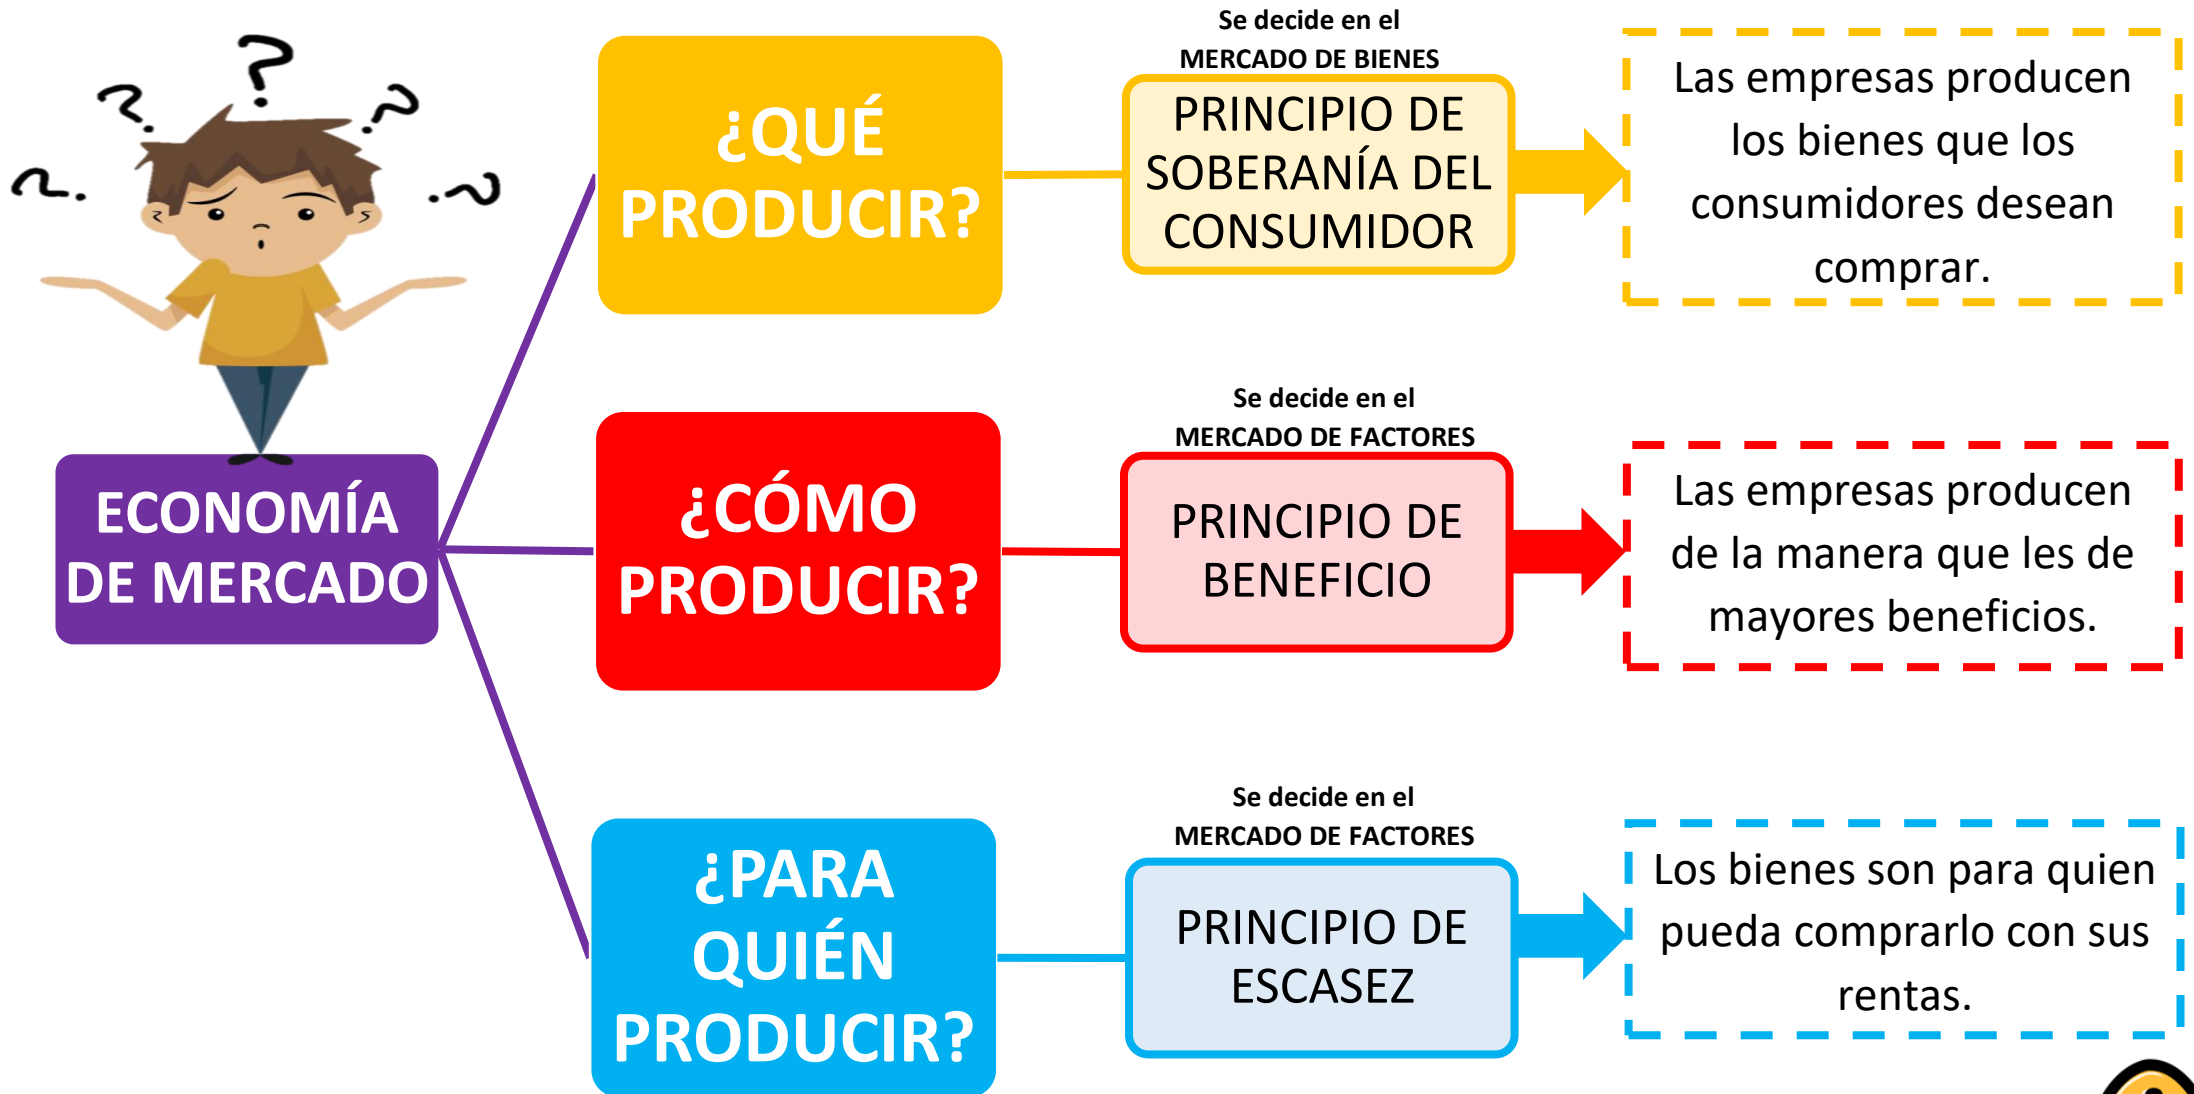 ECONOMÍA
DE MERCADO
¿QUÉ
PRODUCIR?
Se decide en el
MERCADO DE BIENES
PRINCIPIO DE
SOBERANÍA DEL
CONSUMIDOR
Las empresas producen
los bienes que los
consumidores desean
comprar.
¿CÓMO
PRODUCIR?
Se decide en el
MERCADO DE FACTORES
PRINCIPIO DE
BENEFICIO
Las empresas producen
de la manera que les de
mayores beneficios.
¿PARA
QUIÉN
PRODUCIR?
Se decide en el
MERCADO DE FACTORES
PRINCIPIO DE
ESCASEZ
Los bienes son para quien
pueda comprarlo con sus
rentas.